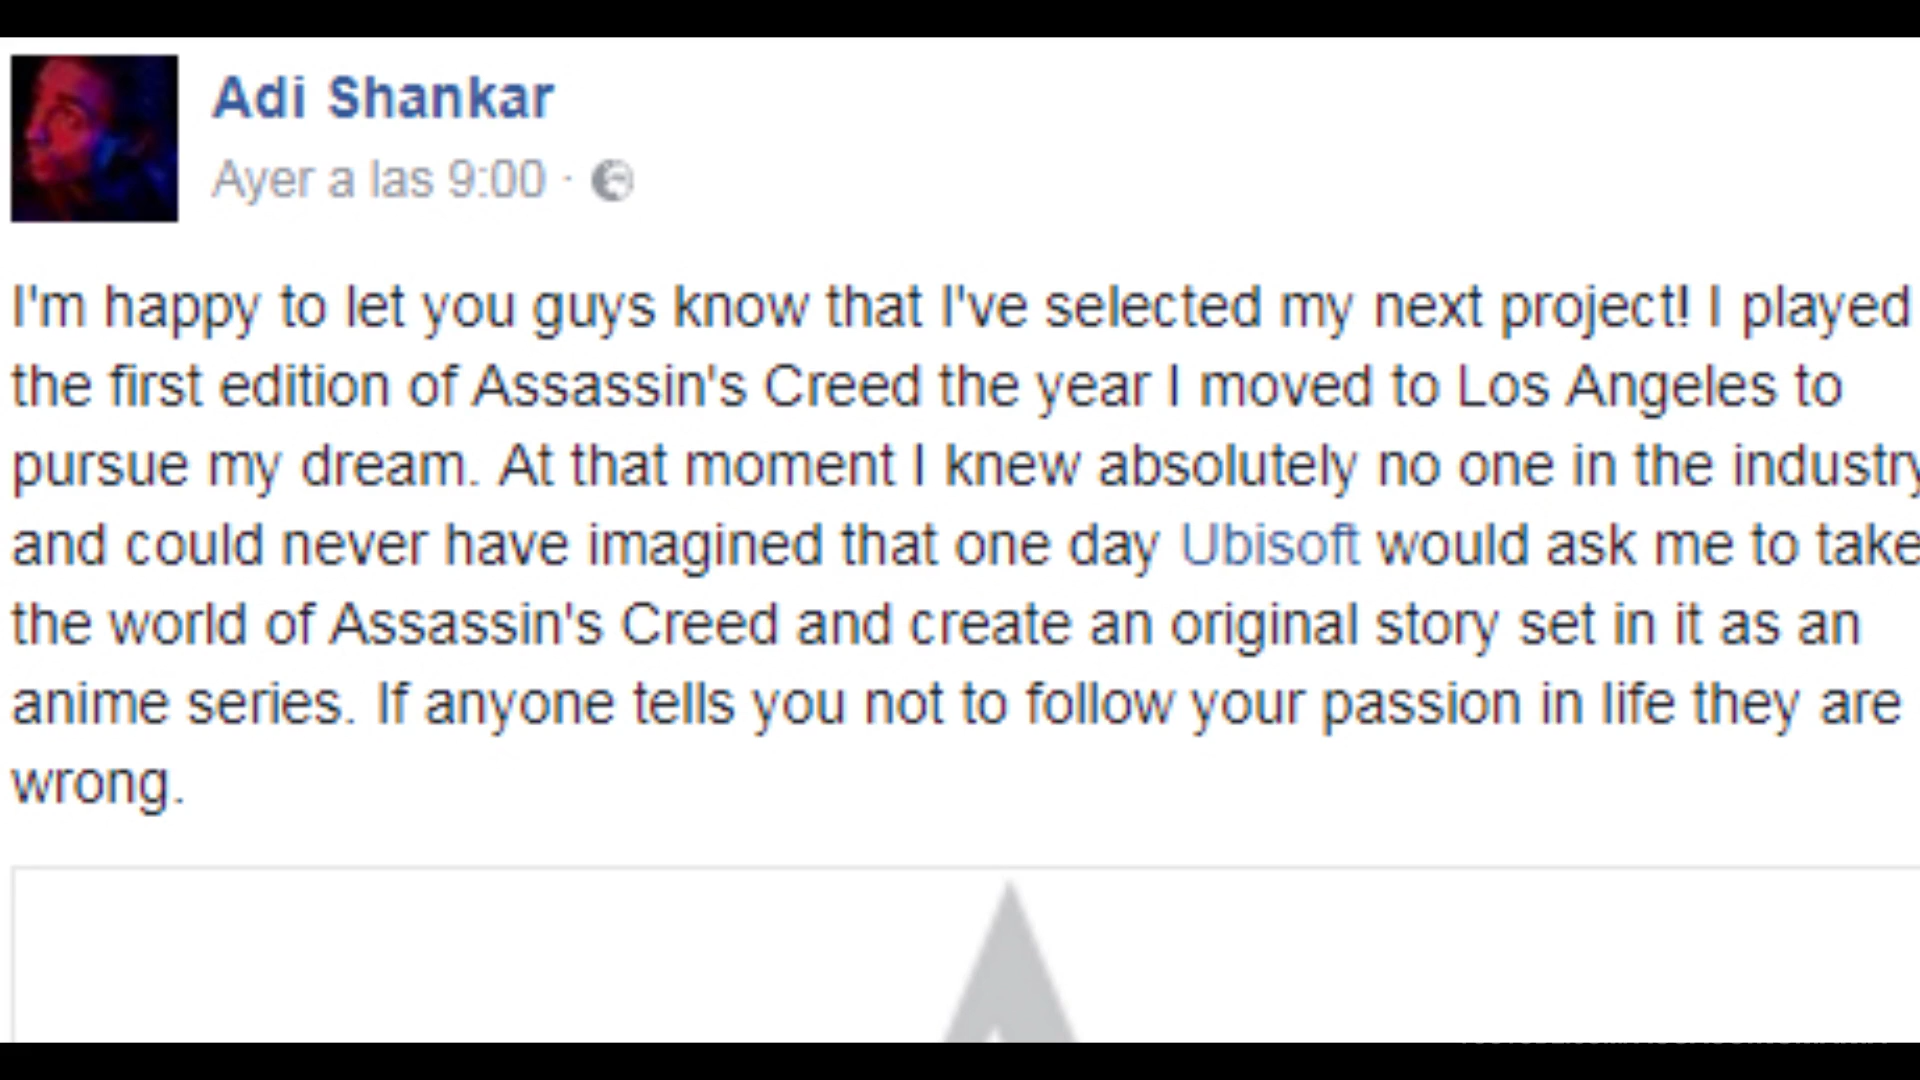 Adi Shankar
Ayer a las 9:00 ·
I'm happy to let you guys know that I've selected my next project! I played
the first edition of Assassin's Creed the year I moved to Los Angeles to
pursue my dream. At that moment I knew absolutely no one in the industry
and could never have imagined that one day Ubisoft would ask me to take
the world of Assassin's Creed and create an original story set in it as an
anime series. If anyone tells you not to follow your passion in life they are
wrong.